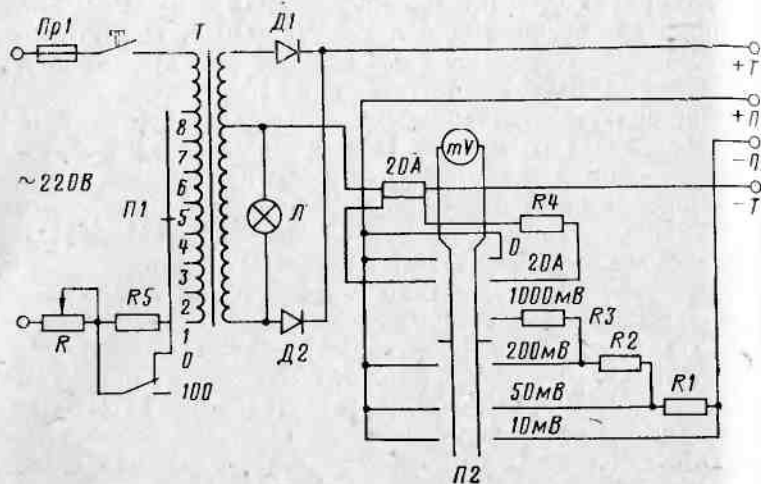 Пр1
Т
Д1
+Т
+П
-П
-Т
mV
20А
~220В
П1
8
7
6
5
4
3
2
1
0
100
Л
R4
0
20А
R
R5
Д2
1000мВ
R3
200мВ
R2
50мВ
R1
10мВ
П2